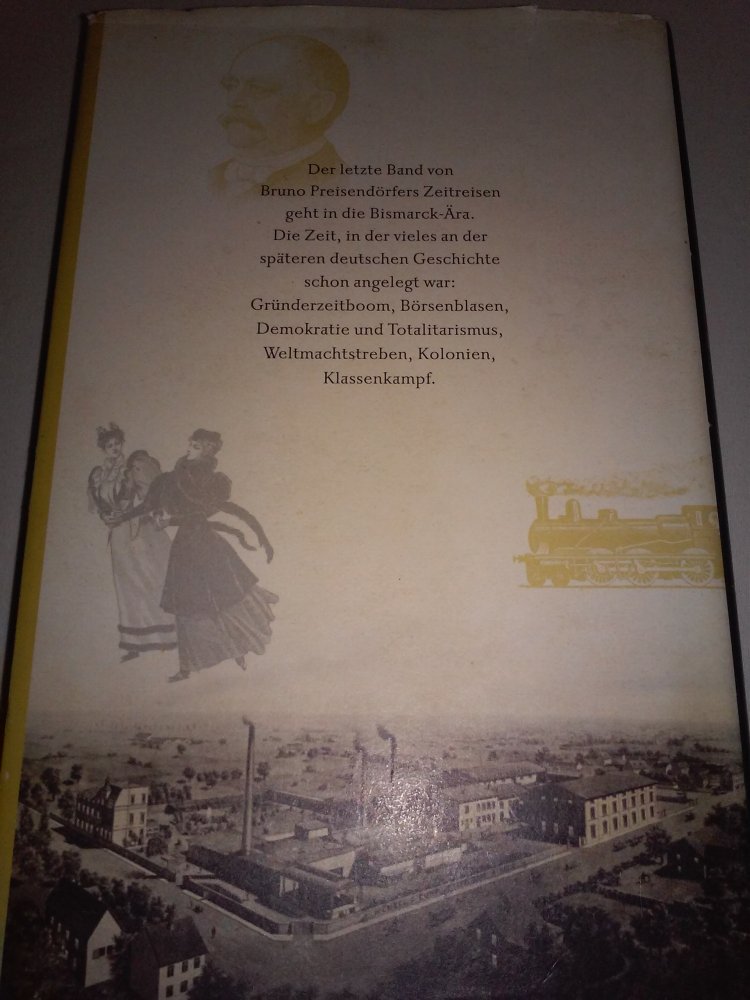 Der letzte Band von
Bruno Preisendörfers Zeitreisen
geht in die Bismarck-Ära.
Die Zeit, in der vieles an der
späteren deutschen Geschichte
schon angelegt war:
Gründerzeitboom, Börsenblasen,
Demokratie und Totalitarismus,
Weltmachtstreben, Kolonien,
Klassenkampf.